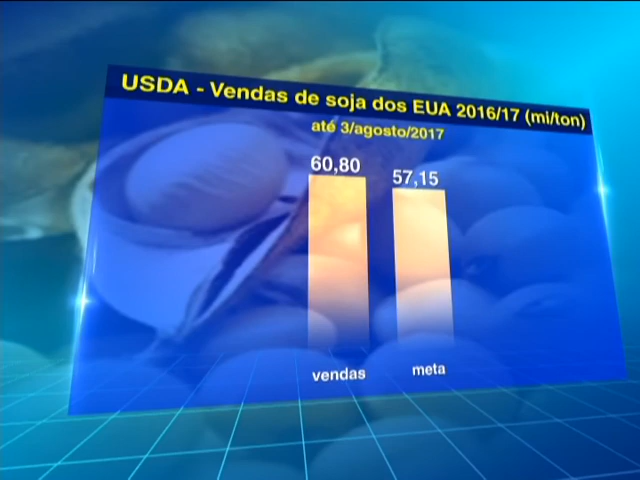 USDA - Vendas de soja dos EUA 2016/17 (mi/ton)
até 3/agosto/2017
60,80
57,15
vendas
meta